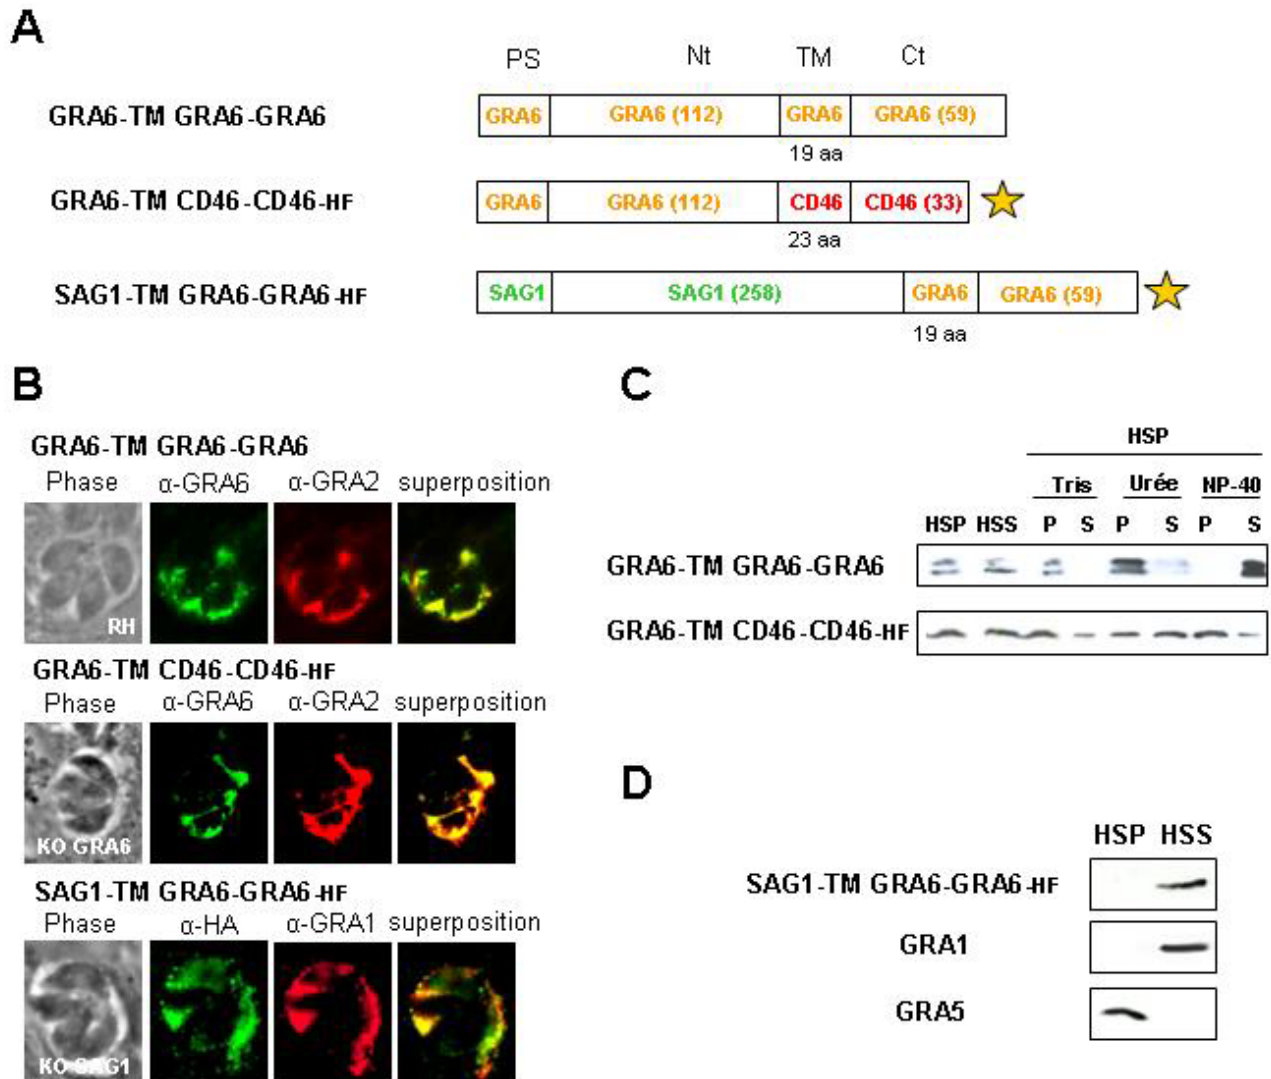 A
PS Nt TM Ct
GRA6-TM GRA6-GRA6 GRA6 GRA6 (112) GRA6 GRA6 (59)
19 aa
GRA6-TM CD46-CD46-HF GRA6 GRA6 (112) CD46 CD46 (33)
23 aa
SAG1-TM GRA6-GRA6-HF SAG1 SAG1 (258) GRA6 GRA6 (59)
19 aa
B
GRA6-TM GRA6-GRA6
Phase α-GRA6 α-GRA2 superposition
RH
GRA6-TM CD46-CD46-HF
Phase α-GRA6 α-GRA2 superposition
KO GRA6
SAG1-TM GRA6-GRA6-HF
Phase α-HA α-GRA1 superposition
KO SAG1
C
HSP
Tris Urée NP-40
HSP HSS P S P S P S
GRA6-TM GRA6-GRA6
GRA6-TM CD46-CD46-HF
D
HSP HSS
SAG1-TM GRA6-GRA6-HF
GRA1
GRA5